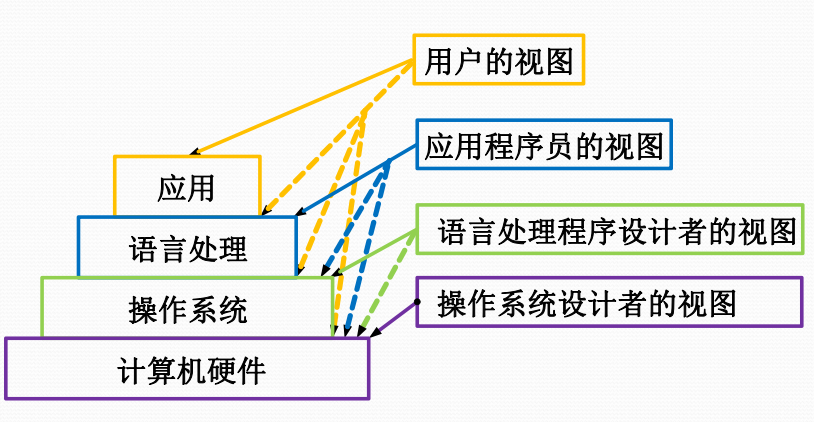 用户的视图
应用程序员的视图
应用
语言处理程序设计者的视图
语言处理
操作系统设计者的视图
操作系统
计算机硬件